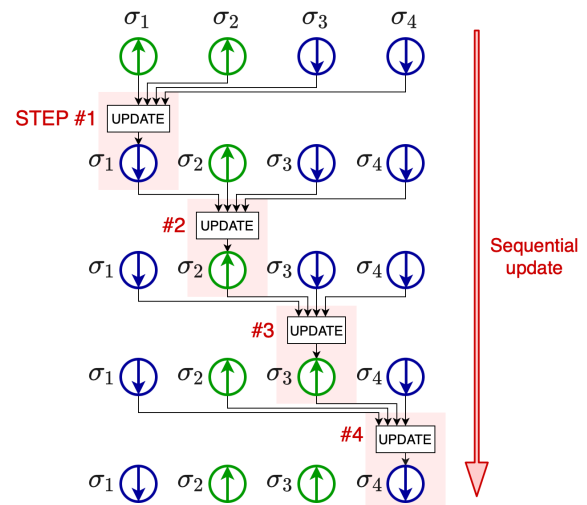 σ1 σ2 σ3 σ4
STEP #1 UPDATE
σ1 σ2 σ3 σ4
#2 UPDATE
σ1 σ2 σ3 σ4
#3 UPDATE
σ1 σ2 σ3 σ4
#4 UPDATE
σ1 σ2 σ3 σ4
Sequential
update